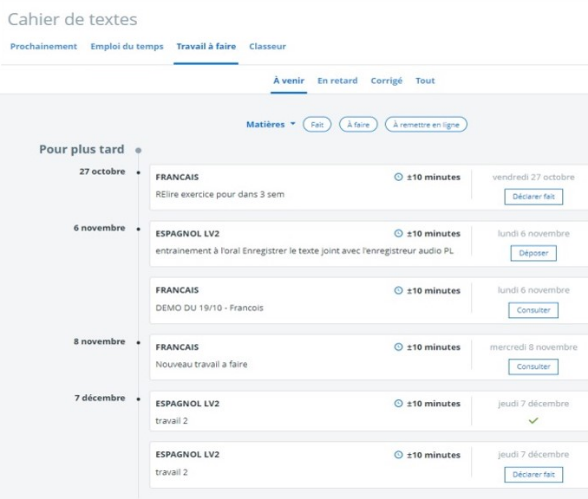 Cahier de textes
Prochainement Emploi du temps Travail à faire Classeur
À venir En retard Corrigé Tout
Matières Fait À faire À remettre en ligne
Pour plus tard
27 octobre
FRANCAIS ±10 minutes vendredi 27 octobre
RElire exercice pour dans 3 sem Déclarer fait
6 novembre
ESPAGNOL LV2 ±10 minutes lundi 6 novembre
entrainement à l'oral Enregistrer le texte joint avec l'enregistreur audio PL Déposer
FRANCAIS ±10 minutes lundi 6 novembre
DEMO DU 19/10 - Francois Consulter
8 novembre
FRANCAIS ±10 minutes mercredi 8 novembre
Nouveau travail a faire Consulter
7 décembre
ESPAGNOL LV2 ±10 minutes jeudi 7 décembre
travail 2
ESPAGNOL LV2 ±10 minutes jeudi 7 décembre
travail 2 Déclarer fait